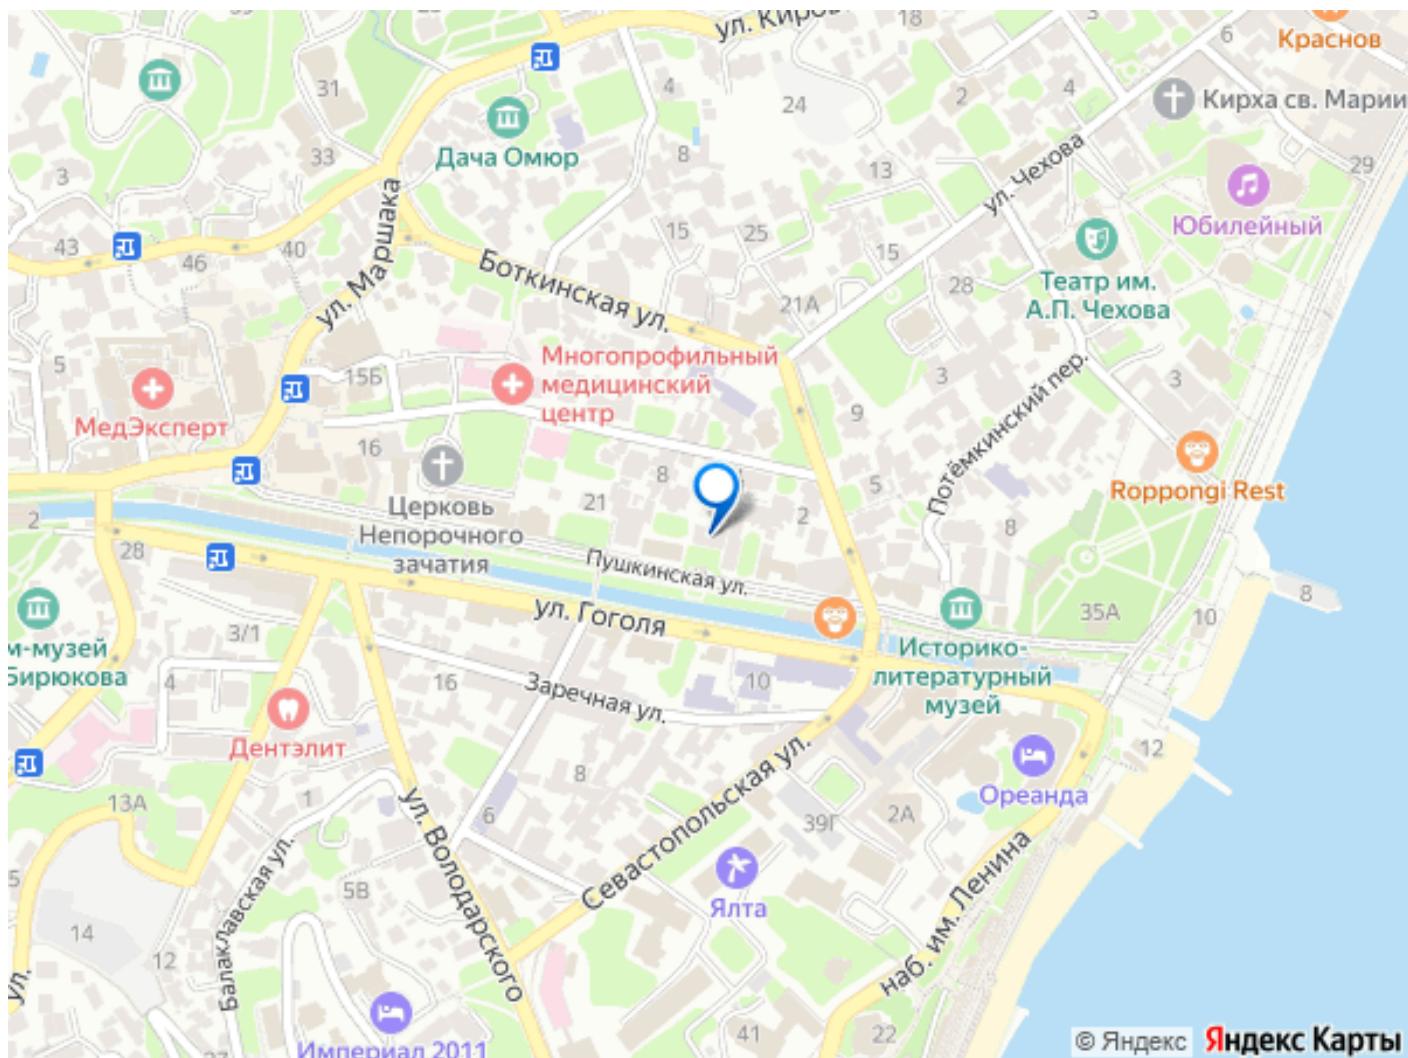 ул. Киров
18
6
Краснов
31
4
24
2
4
Кирха св. Марии
Дача Омюр
33
8
13
29
3
ул. Чехова
Юбилейный
43
46
40
ул. Маршака
15
25
15
28
Театр им.
А.П. Чехова
Боткинская ул.
21А
5
15Б
Многопрофильный
медицинский
центр
3
3
МедЭксперт
16
9
Потёмкинский пер.
Церковь
Непорочного
зачатия
8
21
2
5
8
Roppongi Rest
2
28
Пушкинская ул.
35А
10
8
м-музей
Бирюкова
3/1
ул. Гоголя
Историко-
литературный
музей
4
16
Заречная ул.
10
12
Дентэлит
13А
1
8
6
Севастопольская ул.
39Г
2А
Ореанда
ул. Володарского
Балаклавская ул.
5В
Ялта
наб. им. Ленина
5
14
12
ул.
41
22
27
Империал 2011
© Яндекс
Яндекс Карты